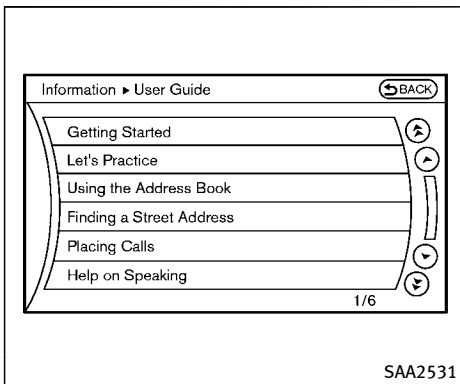 Information ▸ User Guide
BACK
Getting Started
Let's Practice
Using the Address Book
Finding a Street Address
Placing Calls
Help on Speaking
1/6
SAA2531